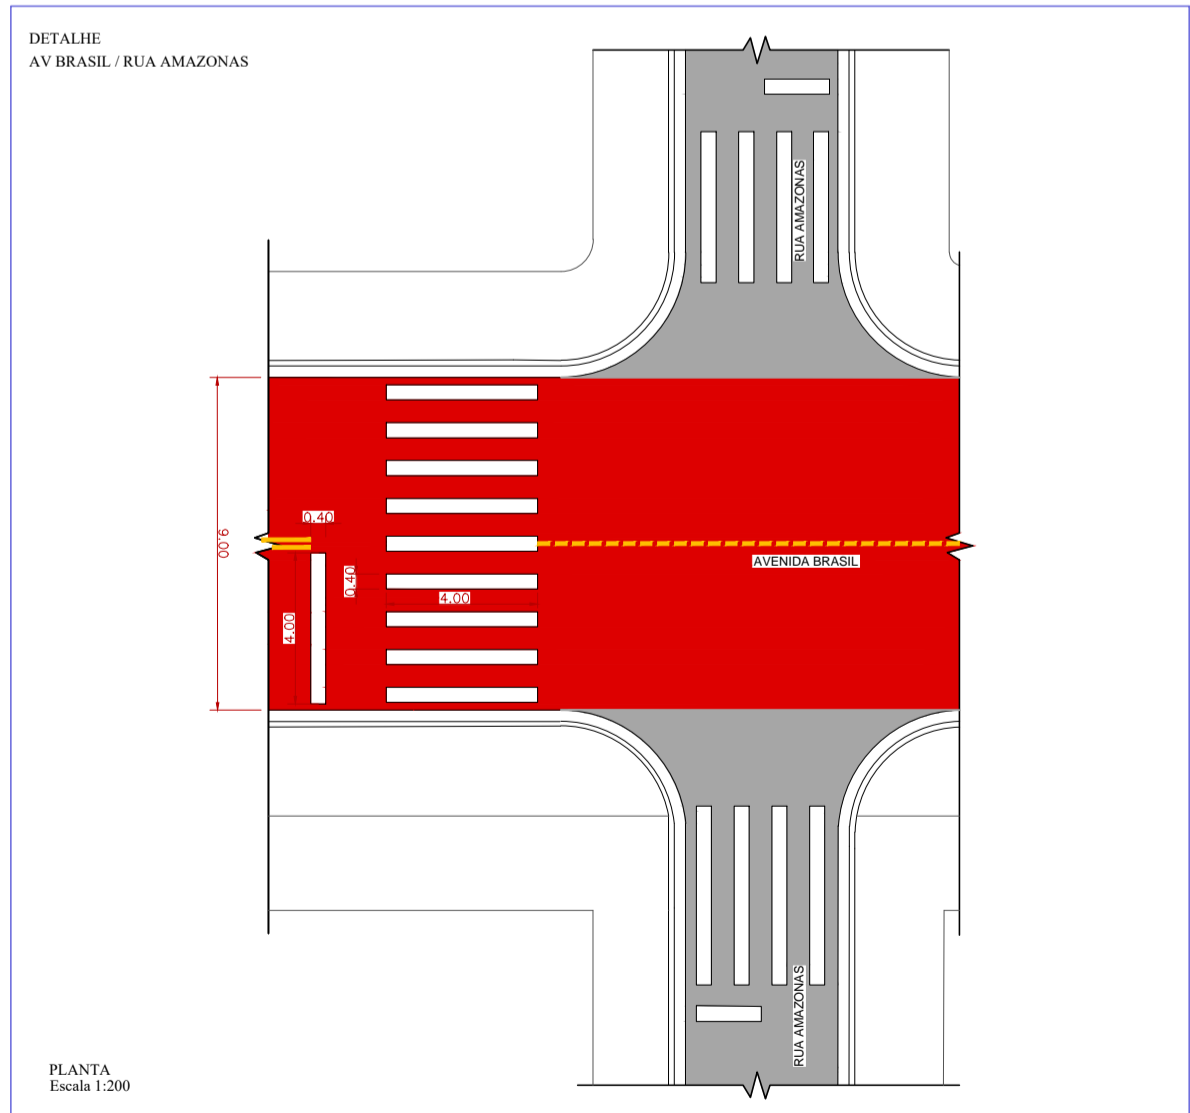 DETALHE
AV BRASIL / RUA AMAZONAS
RUA AMAZONAS
0.40
9.00
AVENIDA BRASIL
0.40
4.00
4.00
RUA AMAZONAS
PLANTA
Escala 1:200